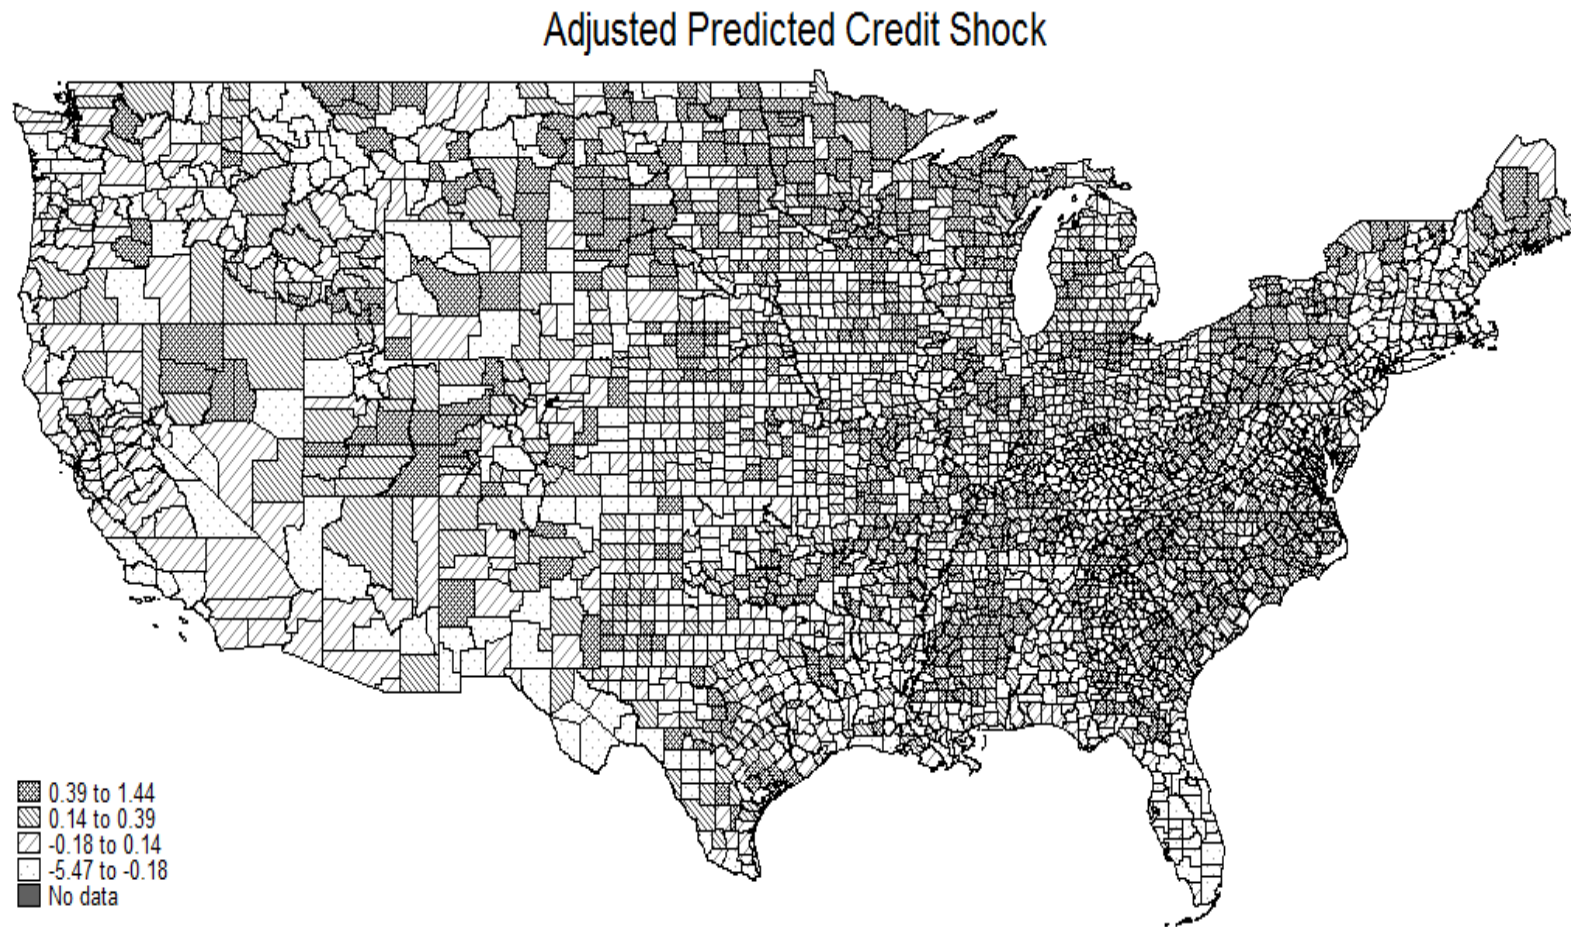 Adjusted Predicted Credit Shock
0.39 to 1.44
0.14 to 0.39
-0.18 to 0.14
-5.47 to -0.18
No data